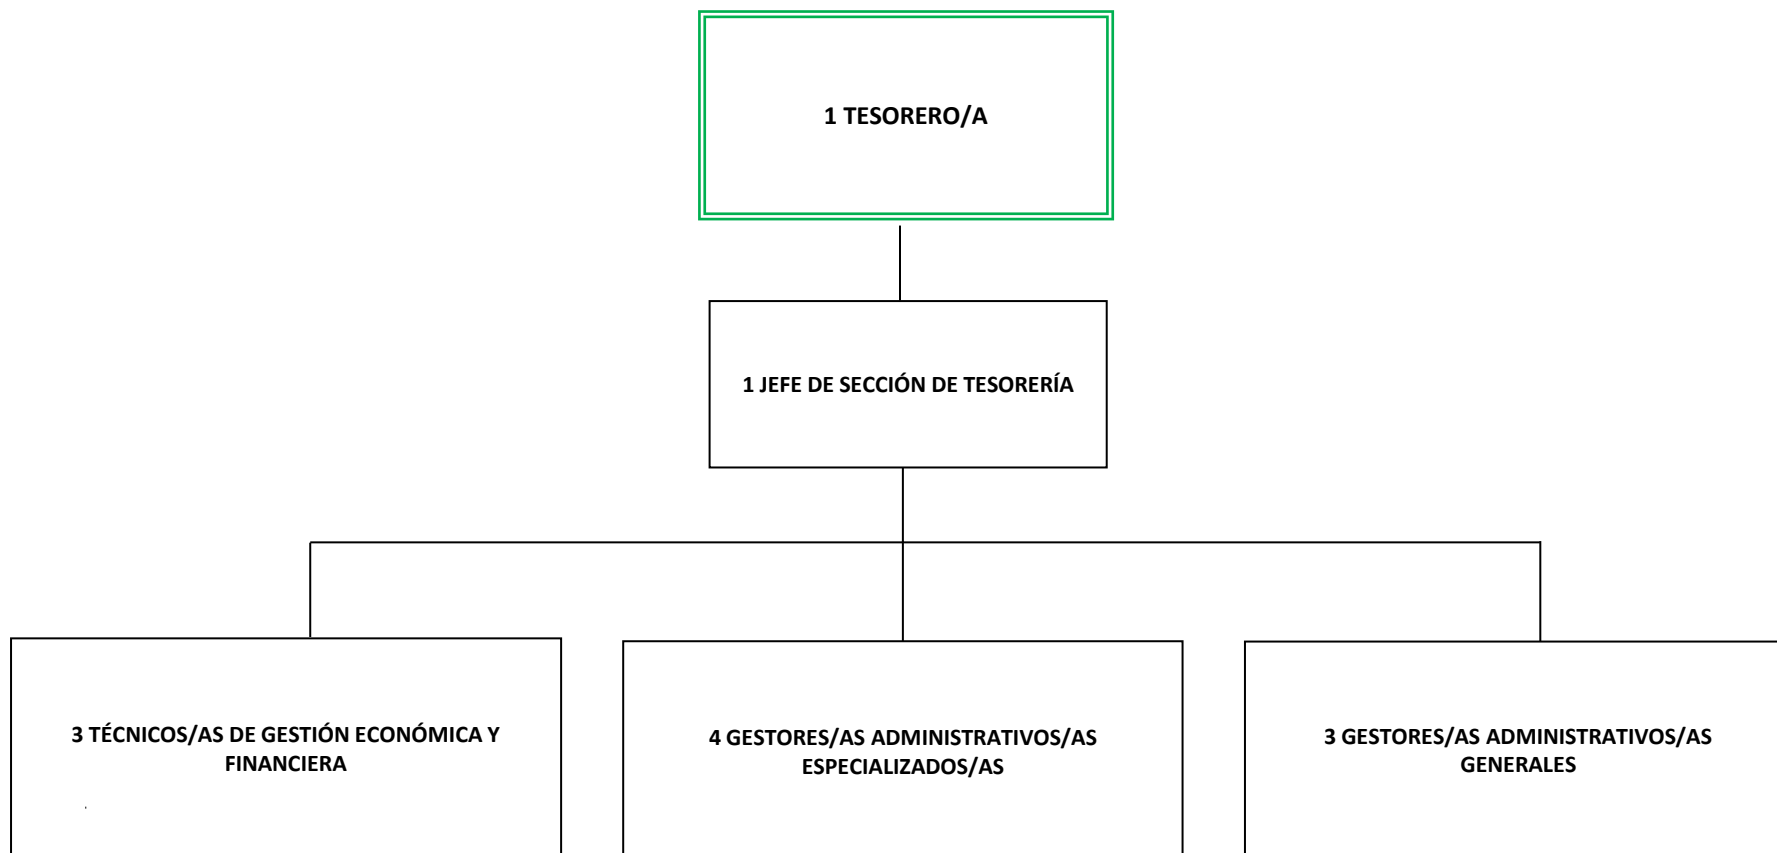 1 TESORERO/A
1 JEFE DE SECCIÓN DE TESORERÍA
3 TÉCNICOS/AS DE GESTIÓN ECONÓMICA Y
FINANCIERA
4 GESTORES/AS ADMINISTRATIVOS/AS
ESPECIALIZADOS/AS
3 GESTORES/AS ADMINISTRATIVOS/AS
GENERALES